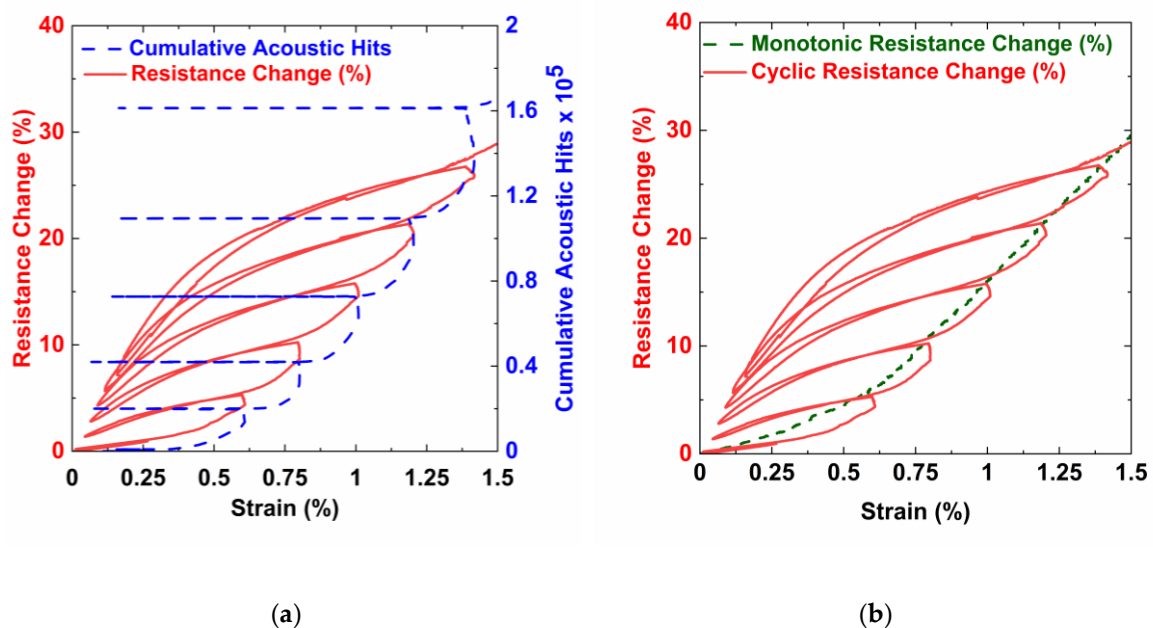 Cumulative Acoustic Hits
Resistance Change (%)
40
30
20
10
0
Resistance Change (%)
2
1.6
1.2
0.8
0.4
0
Cumulative Acoustic Hits x 10⁵
0 0.25 0.5 0.75 1 1.25 1.5
Strain (%)
(a)
Monotonic Resistance Change (%)
Cyclic Resistance Change (%)
40
30
20
10
0
Resistance Change (%)
0 0.25 0.5 0.75 1 1.25 1.5
Strain (%)
(b)